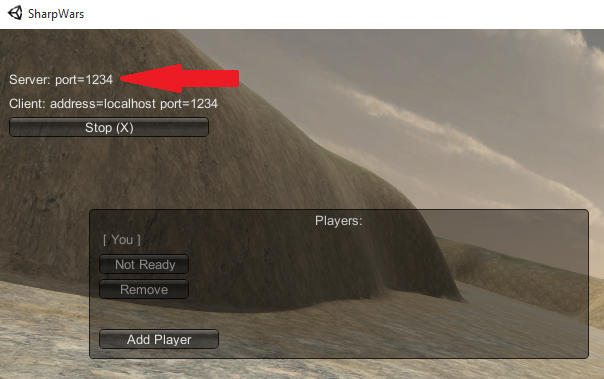 SharpWars
Server: port=1234
Client: address=localhost port=1234
Stop (X)
Players:
[ You ]
Not Ready
Remove
Add Player